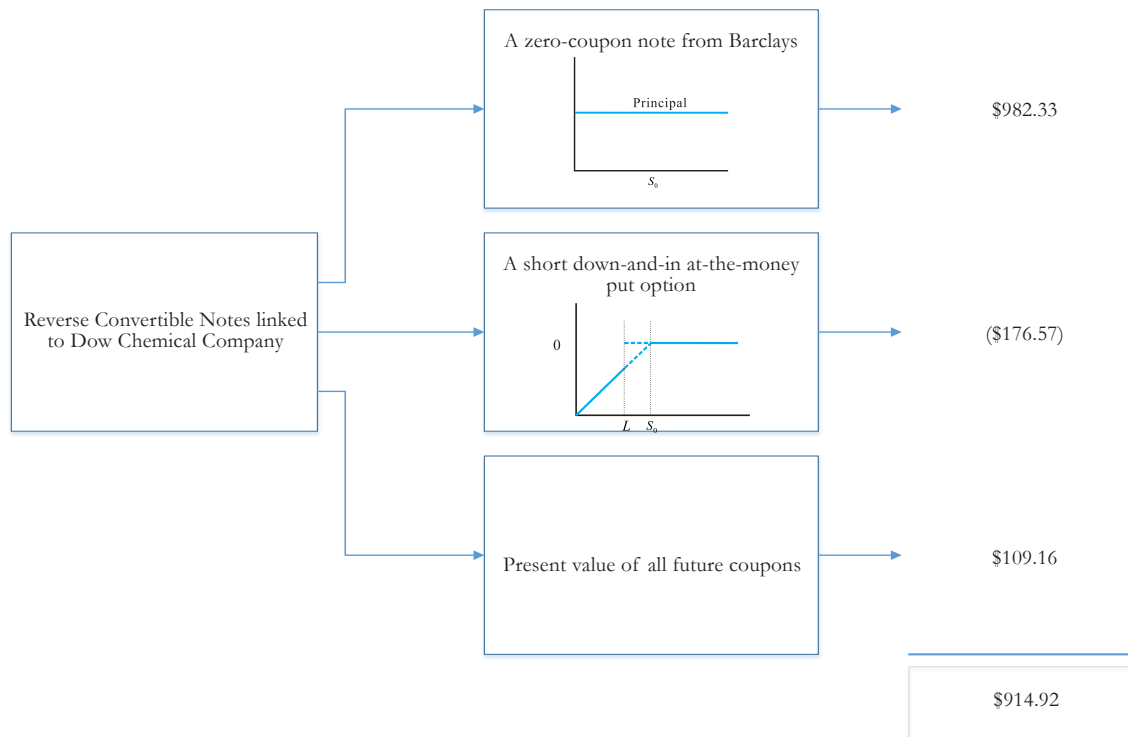 A zero-coupon note from Barclays
Principal
S₀
$982.33
Reverse Convertible Notes linked
to Dow Chemical Company
A short down-and-in at-the-money
put option
0
L S₀
($176.57)
Present value of all future coupons
$109.16
$914.92